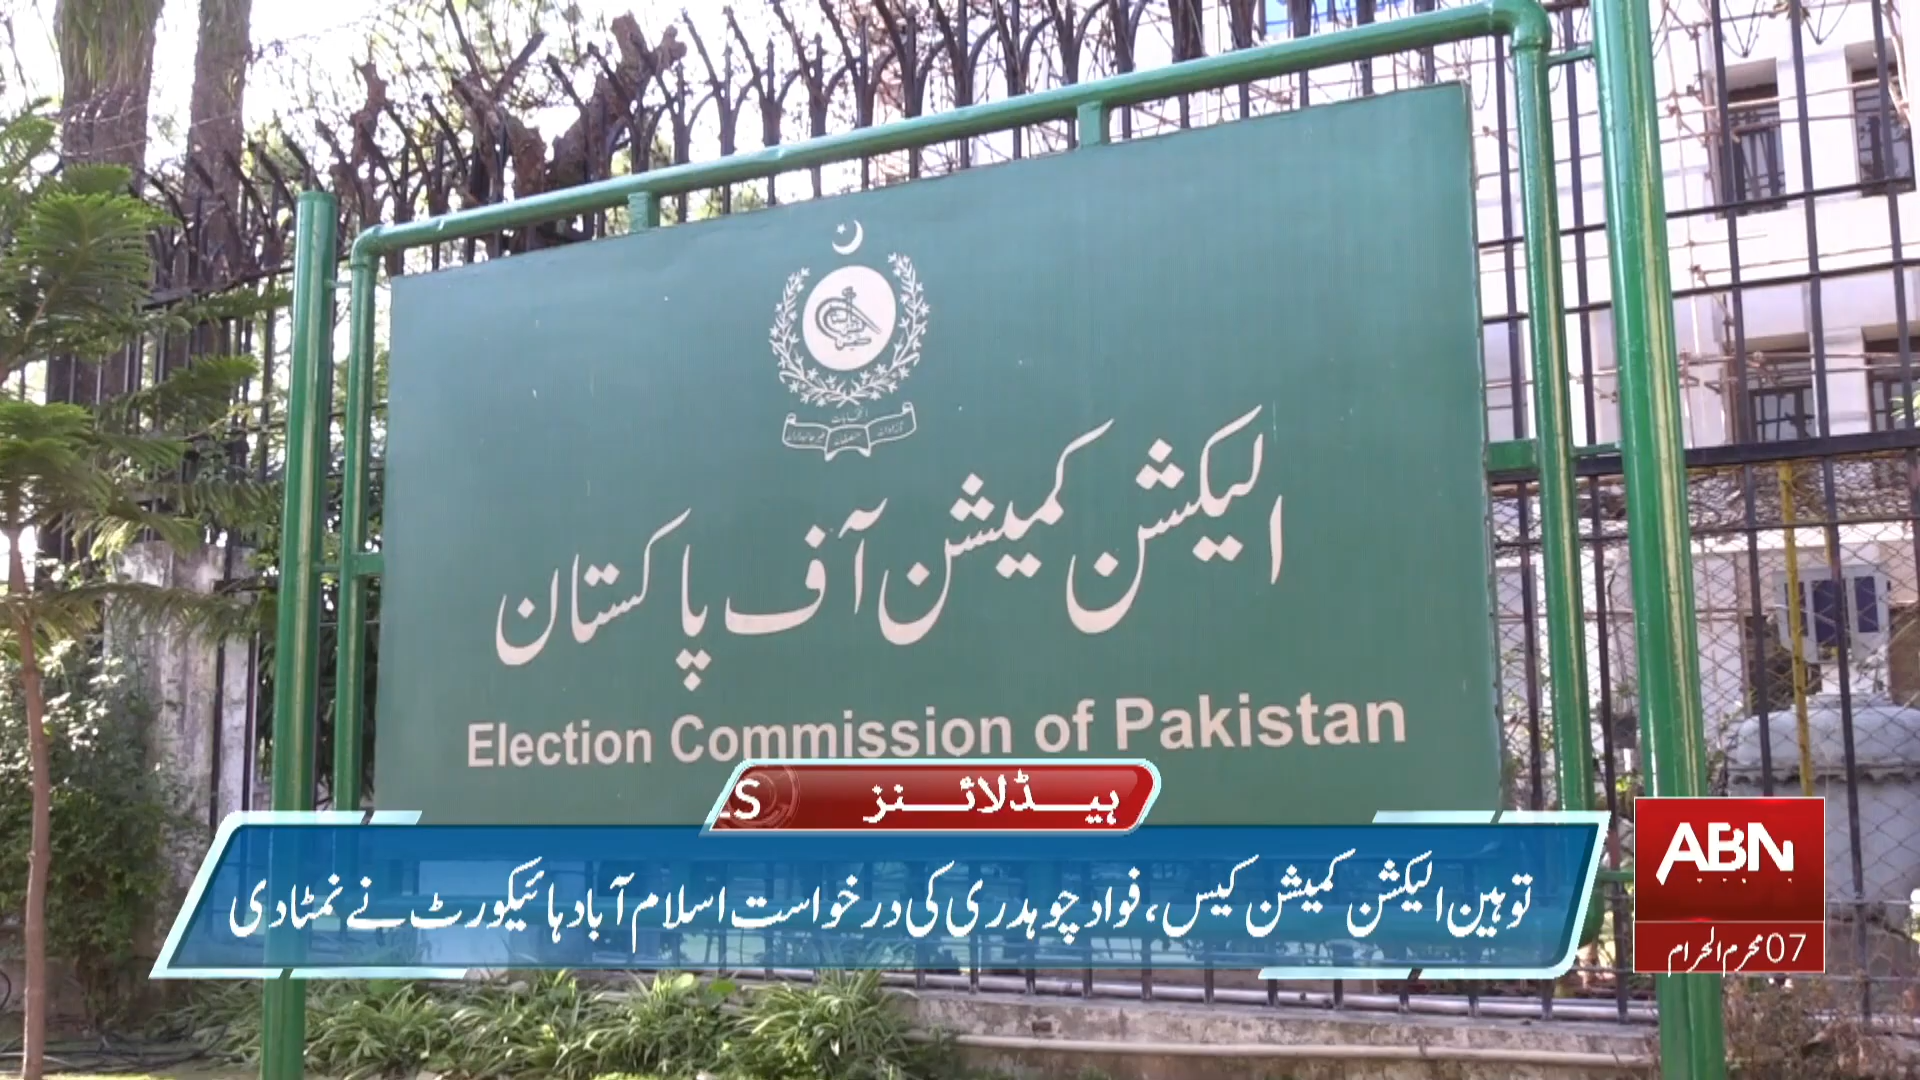 الیکشن کمیشن آف پاکستان
Election Commission of Pakistan
ہیڈلائنز
توہین الیکشن کمیشن کیس، فواد چوہدری کی درخواست اسلام آباد ہائیکورٹ نے نمٹا دی
ABN
07 محرم الحرام